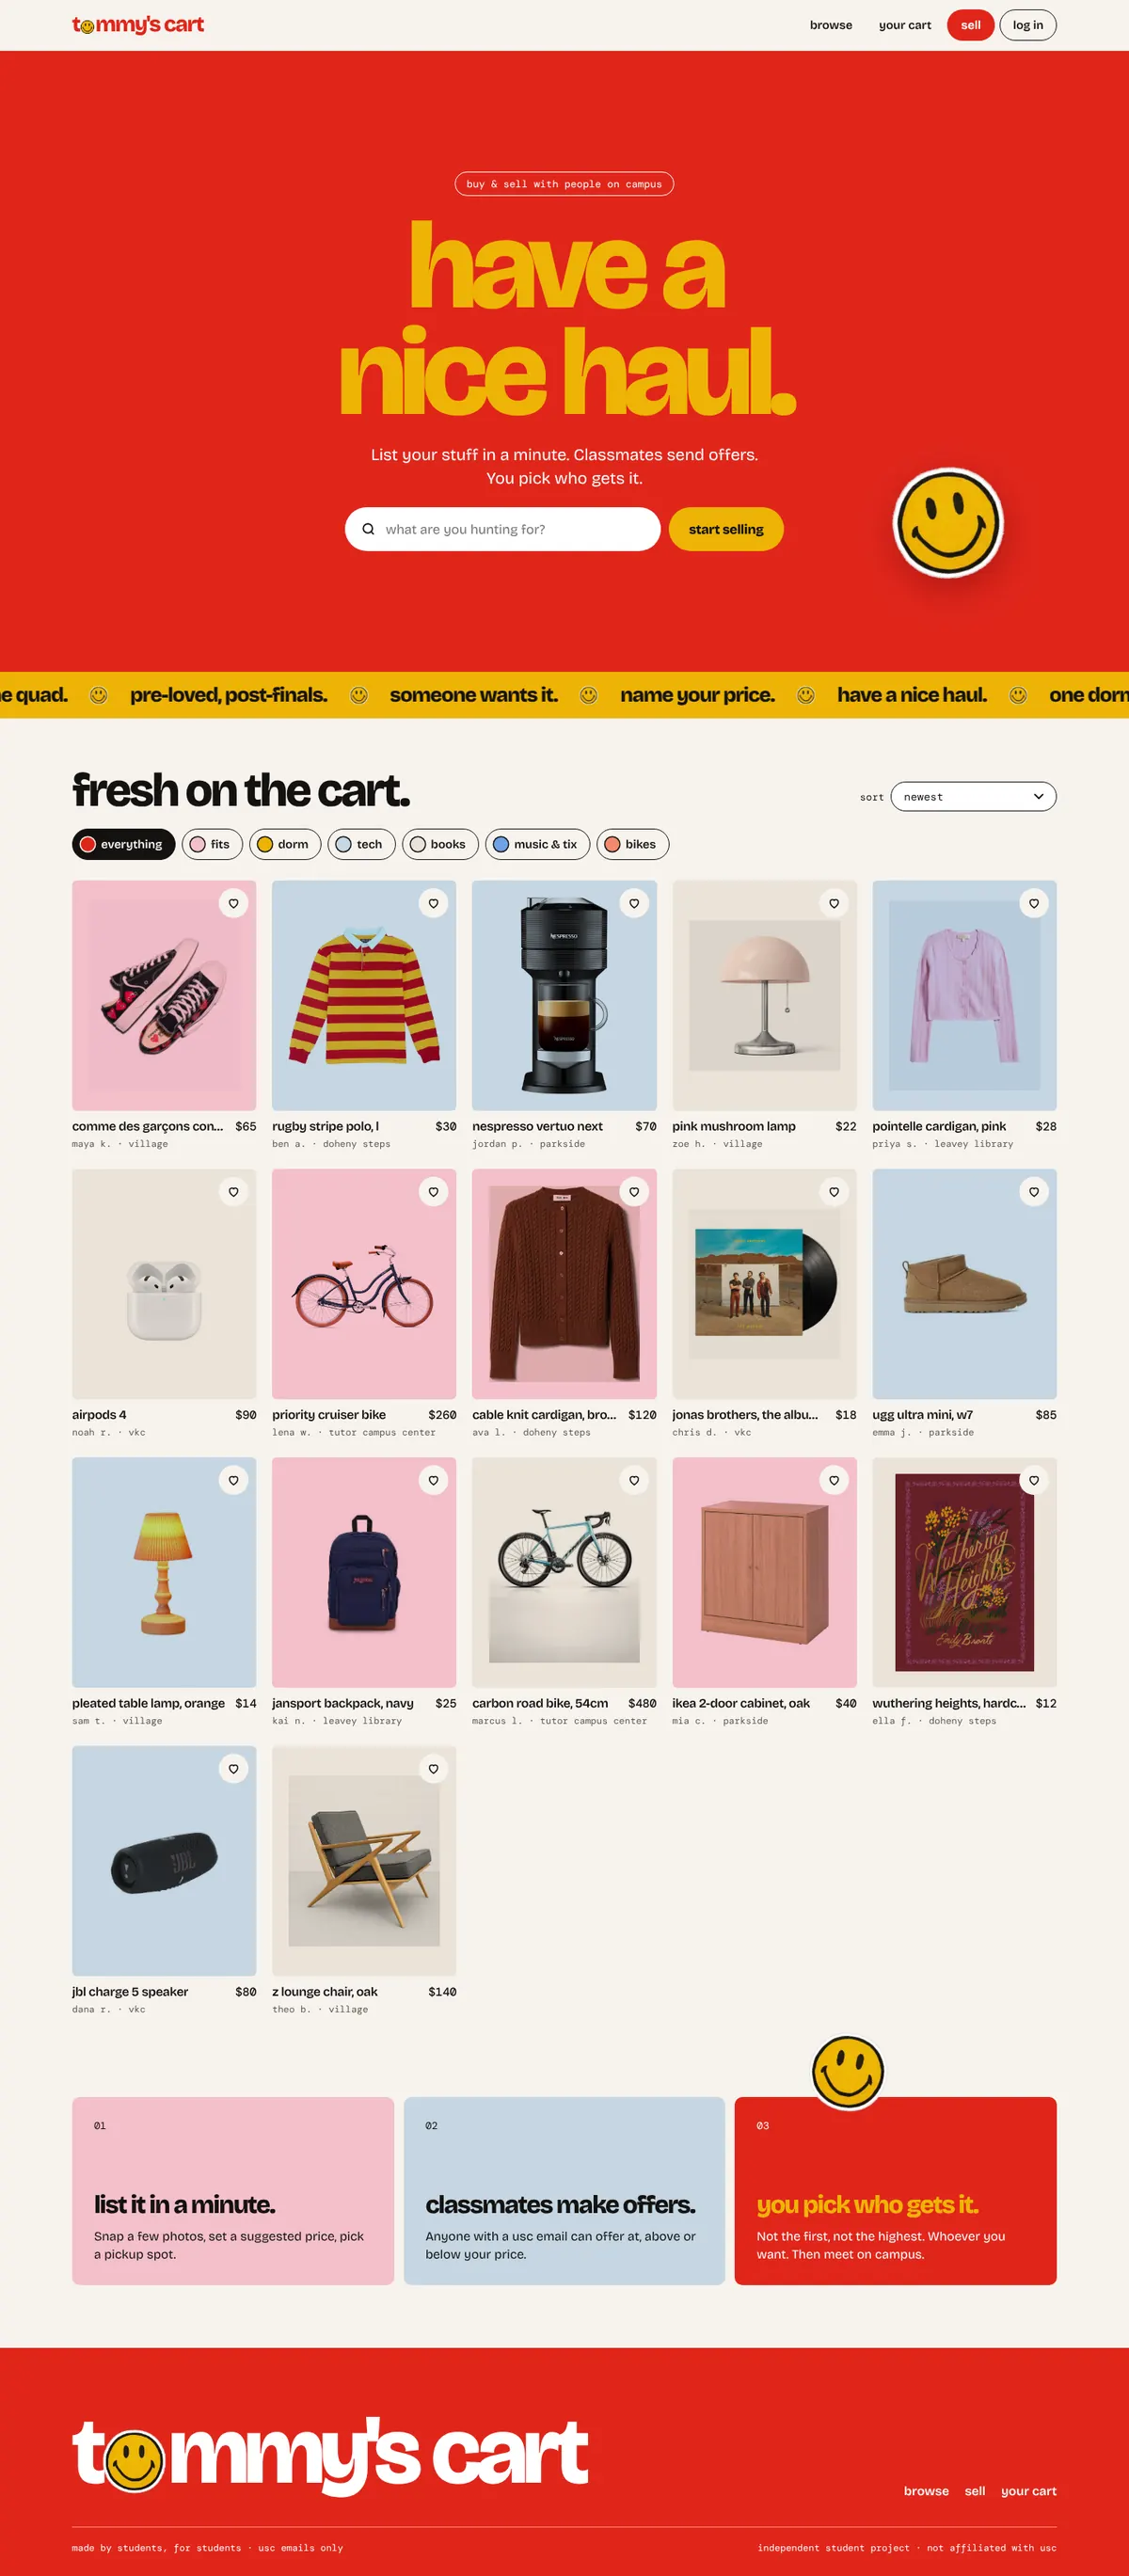 tommy's cart
browse your cart sell log in
buy & sell with people on campus
have a
nice haul.
List your stuff in a minute. Classmates send offers.
You pick who gets it.
what are you hunting for? start selling
e quad. pre-loved, post-finals. someone wants it. name your price. have a nice haul. one dorm
fresh on the cart.
sort newest
everything fits dorm tech books music & tix bikes
NESPRESSO
NESPRESSO
comme des garçons con... $65
maya k. · village
rugby stripe polo, l $30
ben a. · doheny steps
nespresso vertuo next $70
jordan p. · parkside
pink mushroom lamp $22
zoe h. · village
pointelle cardigan, pink $28
priya s. · leavey library
airpods 4 $90
noah r. · vkc
priority cruiser bike $260
lena w. · tutor campus center
cable knit cardigan, bro... $120
ava l. · doheny steps
jonas brothers, the albu... $18
chris d. · vkc
ugg ultra mini, w7 $85
emma j. · parkside
JanSport
Wuthering
Heights
Emily Brontë
pleated table lamp, orange $14
sam t. · village
jansport backpack, navy $25
kai n. · leavey library
carbon road bike, 54cm $480
marcus l. · tutor campus center
ikea 2-door cabinet, oak $40
mia c. · parkside
wuthering heights, hardc... $12
ella f. · doheny steps
JBL
jbl charge 5 speaker $80
dana r. · vkc
z lounge chair, oak $140
theo b. · village
01
list it in a minute.
Snap a few photos, set a suggested price, pick
a pickup spot.
02
classmates make offers.
Anyone with a usc email can offer at, above or
below your price.
03
you pick who gets it.
Not the first, not the highest. Whoever you
want. Then meet on campus.
tommy's cart
browse sell your cart
made by students, for students · usc emails only
independent student project · not affiliated with usc